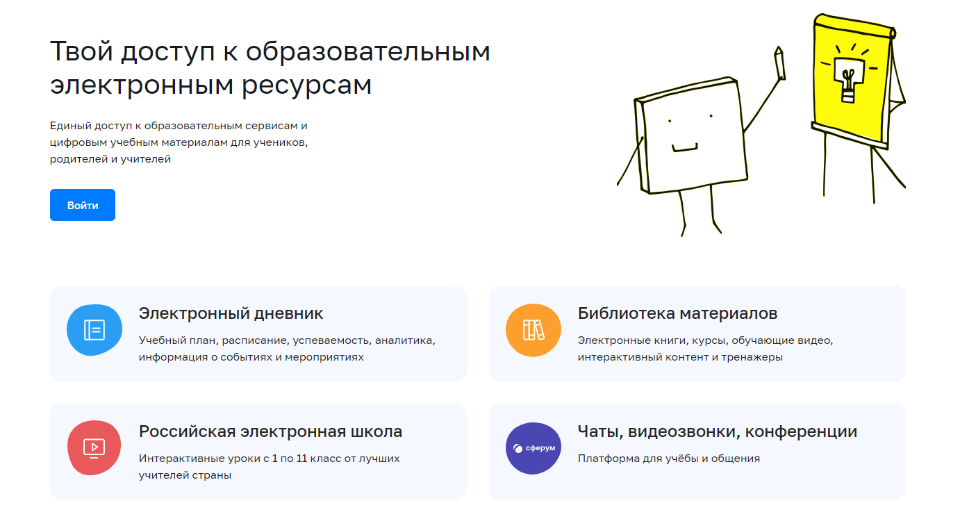 Твой доступ к образовательным
электронным ресурсам
Единый доступ к образовательным сервисам и
цифровым учебным материалам для учеников,
родителей и учителей
Войти
Электронный дневник
Учебный план, расписание, успеваемость, аналитика,
информация о событиях и мероприятиях
Библиотека материалов
Электронные книги, курсы, обучающие видео,
интерактивный контент и тренажеры
Российская электронная школа
Интерактивные уроки с 1 по 11 класс от лучших
учителей страны
сферум
Чаты, видеозвонки, конференции
Платформа для учёбы и общения